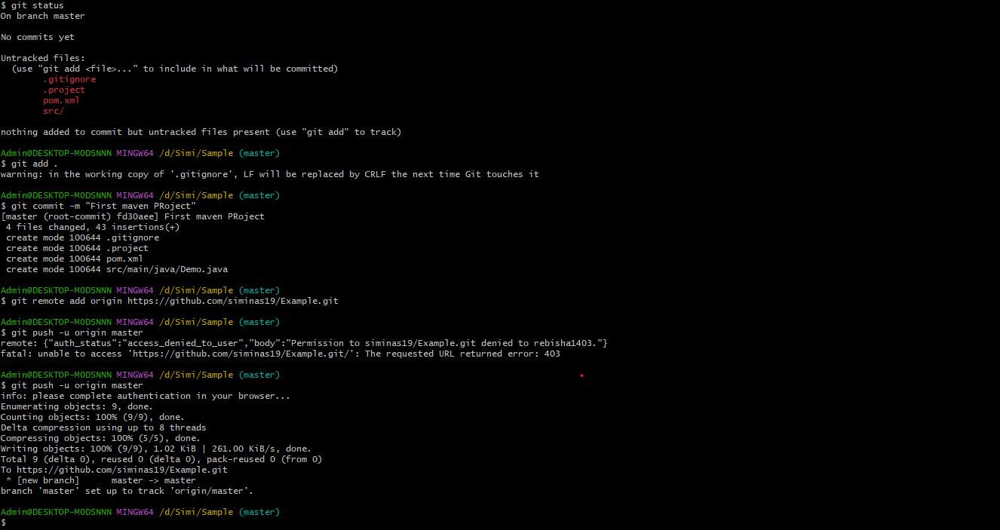 $ git status
On branch master
No commits yet
Untracked files:
(use "git add <file>..." to include in what will be committed)
.gitignore
.project
pom.xml
src/
nothing added to commit but untracked files present (use "git add" to track)
Admin@DESKTOP-MODSNNN MINGW64 /d/Simi/Sample (master)
$ git add .
warning: in the working copy of '.gitignore', LF will be replaced by CRLF the next time Git touches it
Admin@DESKTOP-MODSNNN MINGW64 /d/Simi/Sample (master)
$ git commit -m "First maven PRoject"
[master (root-commit) fd30aee] First maven PRoject
4 files changed, 43 insertions(+)
create mode 100644 .gitignore
create mode 100644 .project
create mode 100644 pom.xml
create mode 100644 src/main/java/Demo.java
Admin@DESKTOP-MODSNNN MINGW64 /d/Simi/Sample (master)
$ git remote add origin https://github.com/siminas19/Example.git
Admin@DESKTOP-MODSNNN MINGW64 /d/Simi/Sample (master)
$ git push -u origin master
remote: {"auth_status":"access_denied_to_user","body":"Permission to siminas19/Example.git denied to rebisha1403."}
fatal: unable to access 'https://github.com/siminas19/Example.git/': The requested URL returned error: 403
Admin@DESKTOP-MODSNNN MINGW64 /d/Simi/Sample (master)
$ git push -u origin master
info: please complete authentication in your browser...
Enumerating objects: 9, done.
Counting objects: 100% (9/9), done.
Delta compression using up to 8 threads
Compressing objects: 100% (5/5), done.
Writing objects: 100% (9/9), 1.02 KiB | 261.00 KiB/s, done.
Total 9 (delta 0), reused 0 (delta 0), pack-reused 0 (from 0)
To https://github.com/siminas19/Example.git
* [new branch]      master -> master
branch 'master' set up to track 'origin/master'.
Admin@DESKTOP-MODSNNN MINGW64 /d/Simi/Sample (master)
$